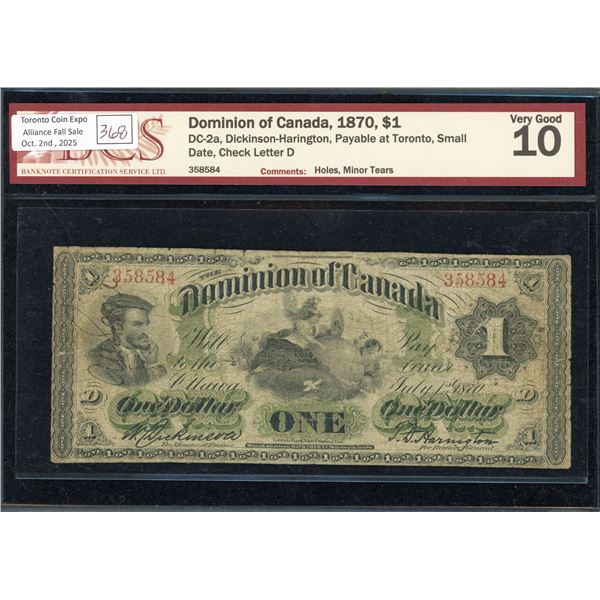 Toronto Coin Expo
Alliance Fall Sale
Oct. 2nd , 2025
368
BCS
BANKNOTE CERTIFICATION SERVICE LTD.
Dominion of Canada, 1870, $1
DC-2a, Dickinson-Harington, Payable at Toronto, Small
Date, Check Letter D
358584
Comments: Holes, Minor Tears
Very Good
10
1
358584
THE
358584
Dominion of Canada
Will Pay
to the Bearer
Ottawa July 1st 1870
1
D
D
One Dollar
ONE
One Dollar
1
W Dickinson
J. D. Harington
1